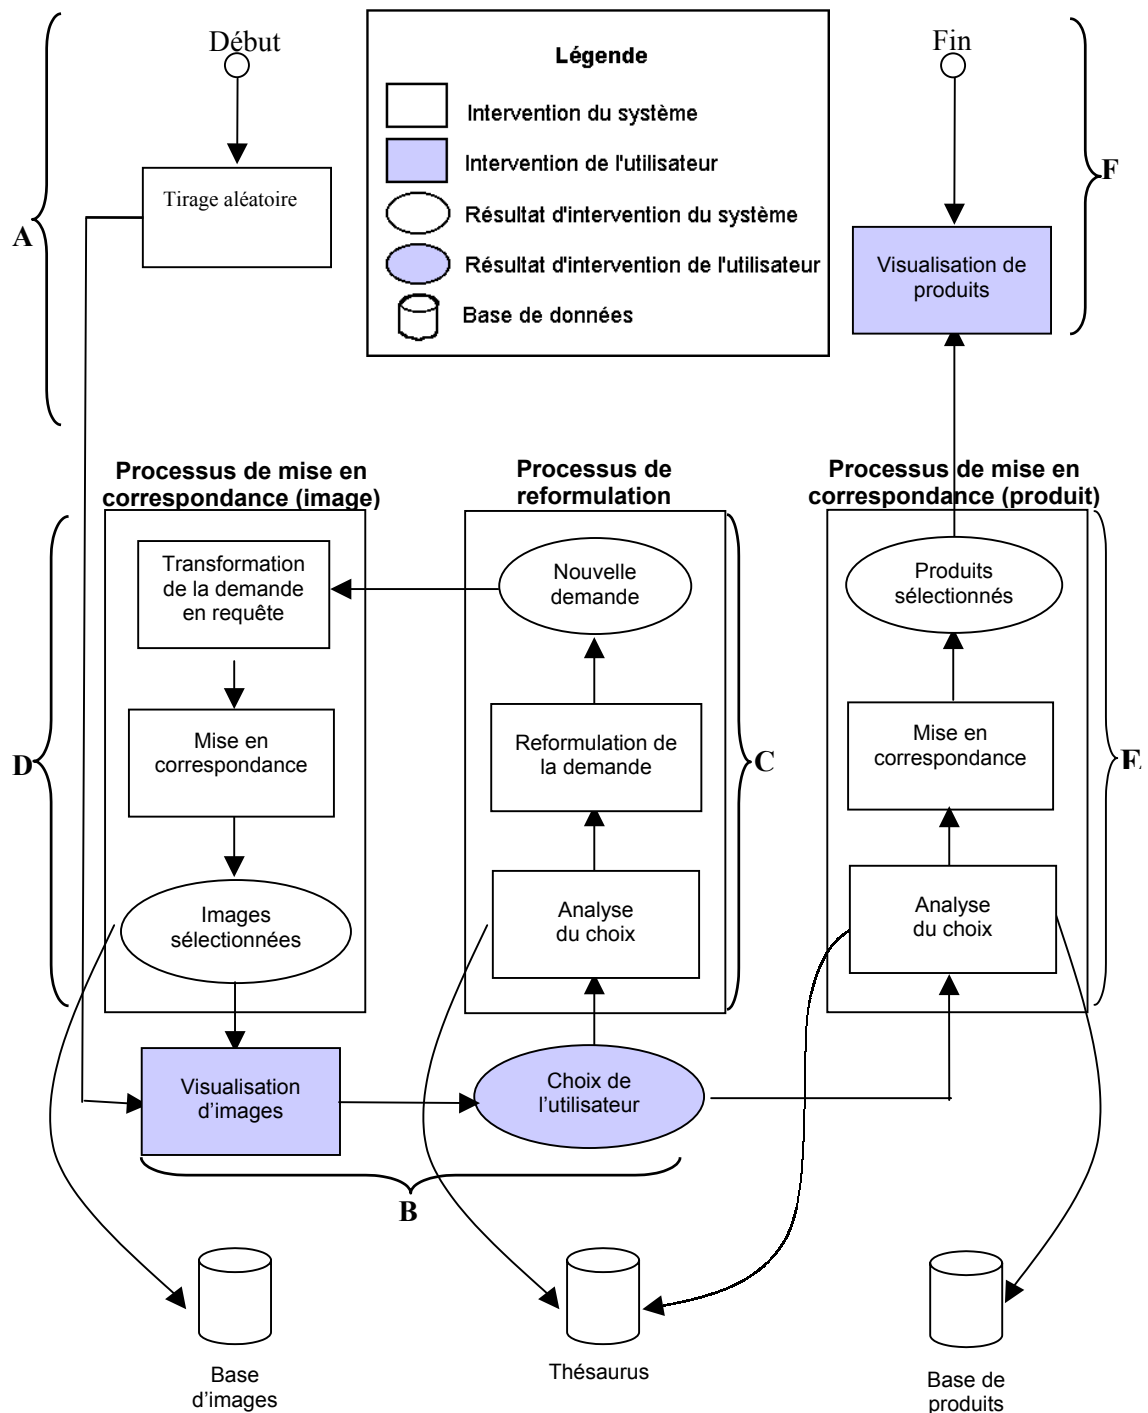 Début
Fin
Légende
Intervention du système
Intervention de l'utilisateur
Résultat d'intervention du système
Résultat d'intervention de l'utilisateur
Base de données
Tirage aléatoire
A
F
Visualisation de
produits
Processus de mise en
correspondance (image)
Processus de
reformulation
Processus de mise en
correspondance (produit)
Transformation
de la demande
en requête
Nouvelle
demande
Produits
sélectionnés
Mise en
correspondance
Reformulation de
la demande
Mise en
correspondance
D
C
E
Images
sélectionnées
Analyse
du choix
Analyse
du choix
Visualisation
d’images
Choix de
l’utilisateur
B
Base
d’images
Thésaurus
Base de
produits